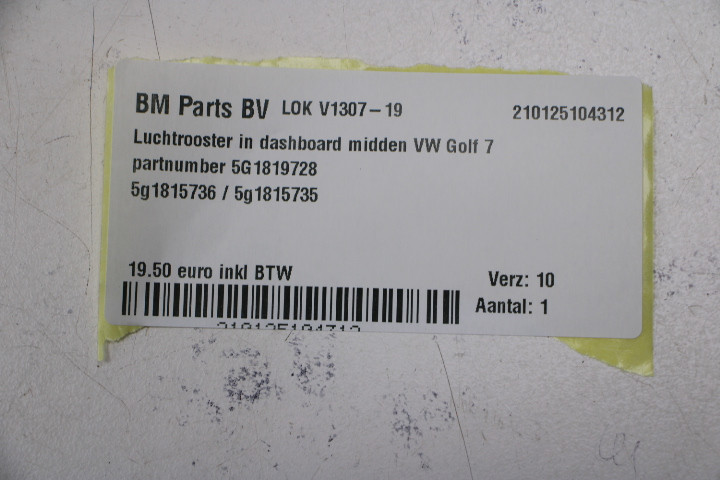 BM Parts BV LOK V1307-19 210125104312
Luchtrooster in dashboard midden VW Golf 7
partnumber 5G1819728
5g1815736 / 5g1815735
19.50 euro inkl BTW
Verz: 10
Aantal: 1